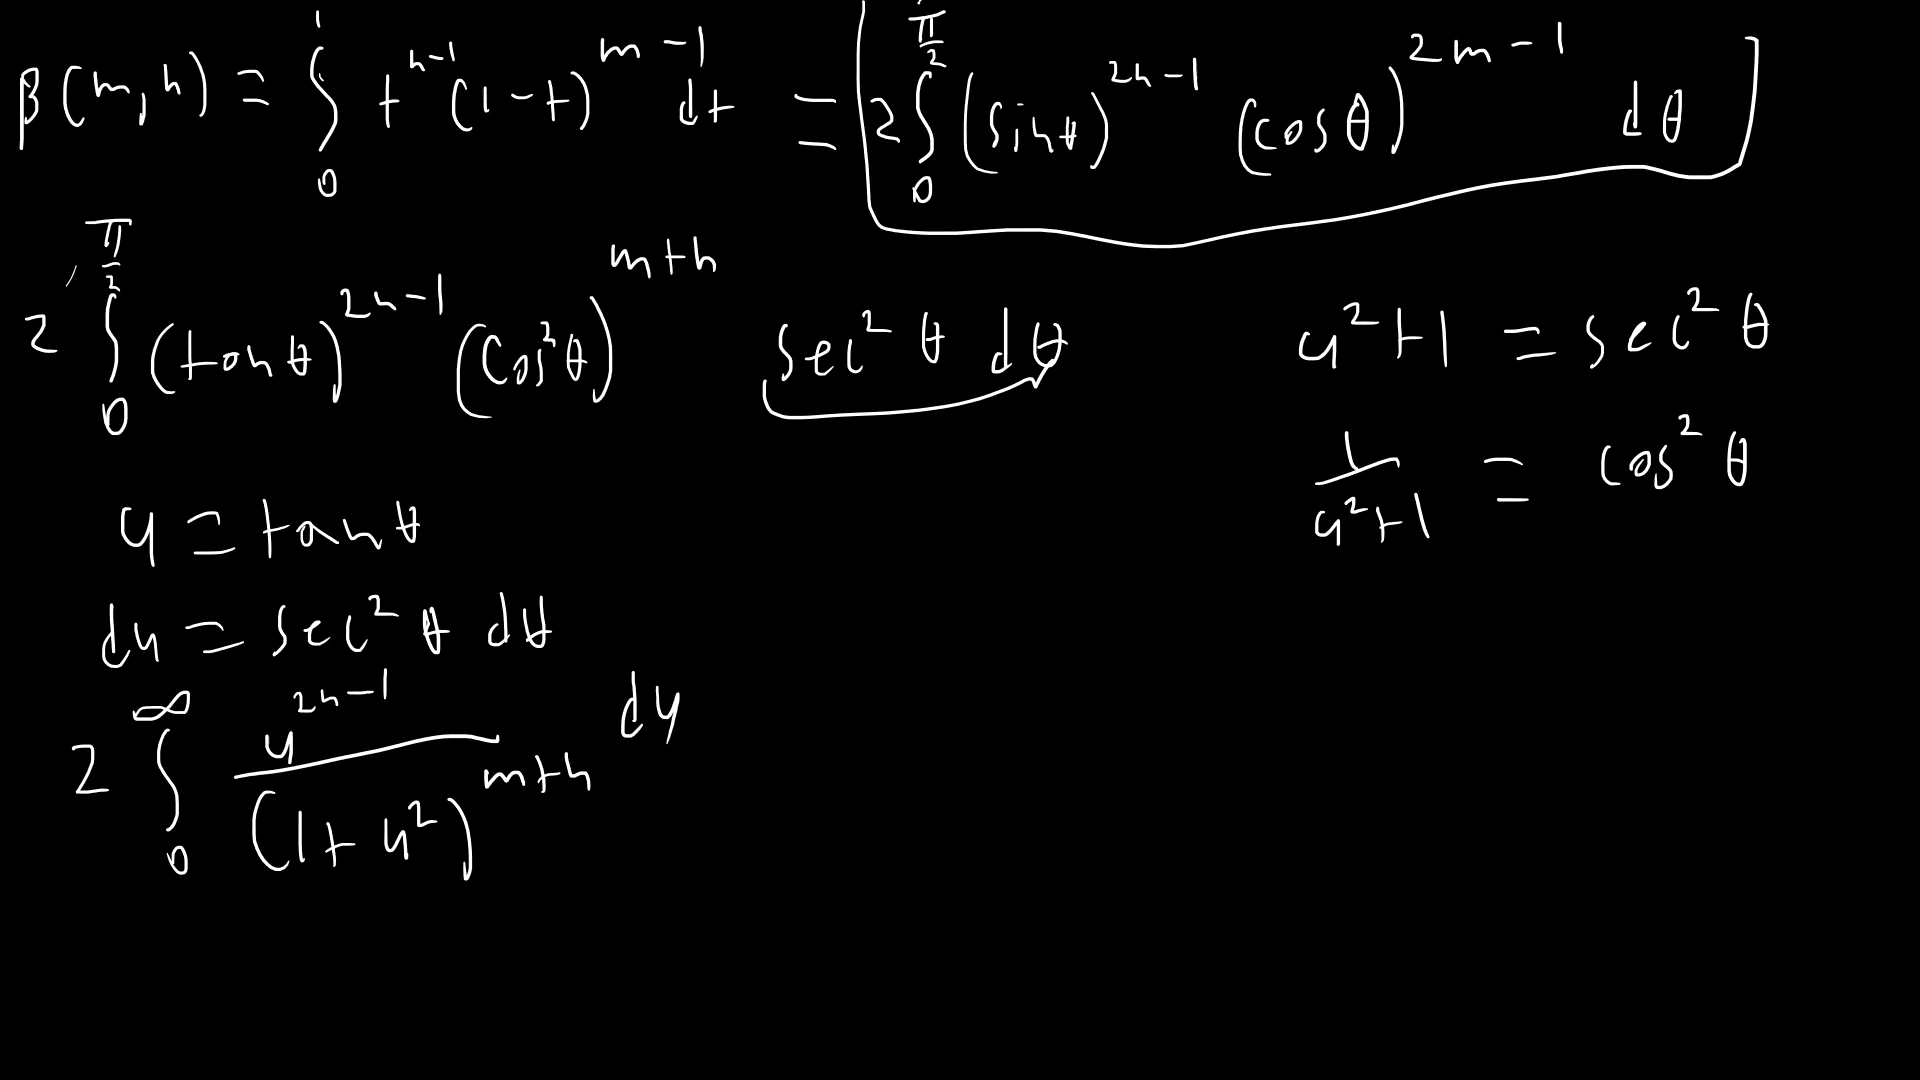 β(m,n) = ∫₀¹ t^(n-1) (1-t)^(m-1) dt = 2∫₀^(π/2) (sinθ)^(2n-1) (cosθ)^(2m-1) dθ
2 ∫₀^(π/2) (tanθ)^(2n-1) (cos²θ)^(m+n) sec²θ dθ
u²+1 = sec²θ
1/(u²+1) = cos²θ
u = tanθ
du = sec²θ dθ
2 ∫₀^∞ u^(2n-1)/(1+u²)^(m+n) du